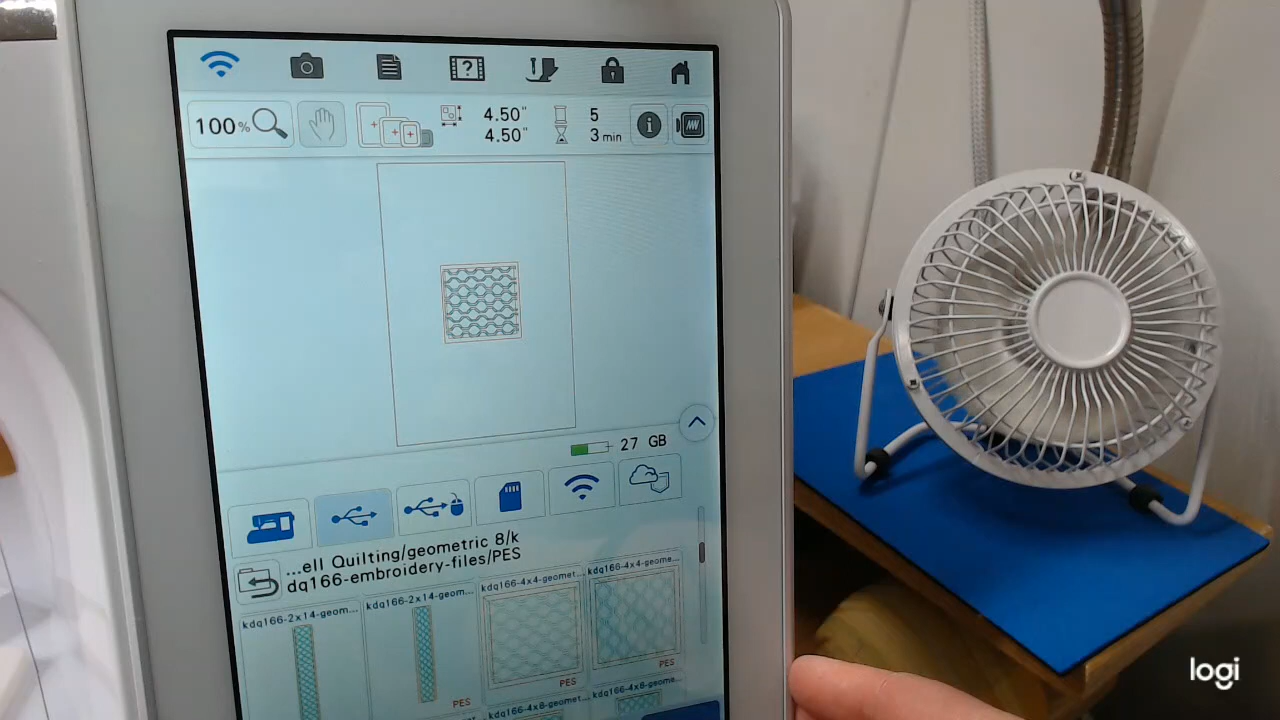 100%
4.50"
4.50"
5
3 min
27 GB
...ell Quilting/geometric 8/k
dq166-embroidery-files/PES
kdq166-2x14-geom...
kdq166-2x14-geom...
kdq166-4x4-geomet...
kdq166-4x4-geome...
PES
PES
PES
kdq166-4x6-geomet...
kdq166-4x6-geome...
logi